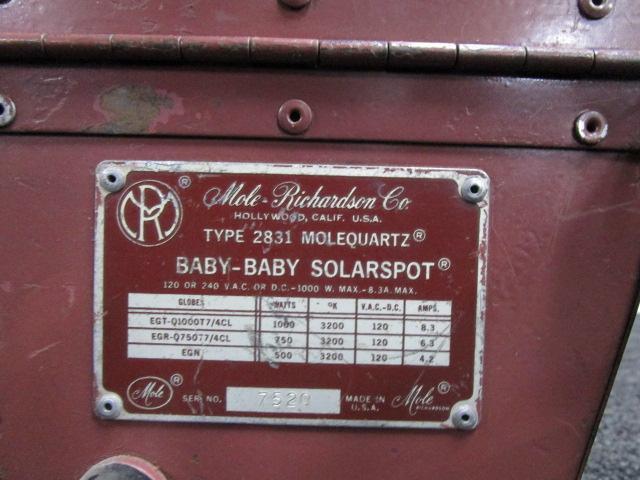 MR ® Mole-Richardson Co.
HOLLYWOOD, CALIF. U.S.A.
TYPE 2831 MOLEQUARTZ®
BABY-BABY SOLARSPOT®
120 OR 240 V.A.C. OR D.C.-1000 W. MAX.-8.3A. MAX.
GLOBES WATTS °K V.A.C.-D.C. AMPS.
EGT-Q1000T7/4CL 1000 3200 120 8.3
EGR-Q750T7/4CL 750 3200 120 6.3
EGN 500 3200 120 4.2
Mole ® SER. NO. 7520 MADE IN U.S.A. Mole ® RICHARDSON